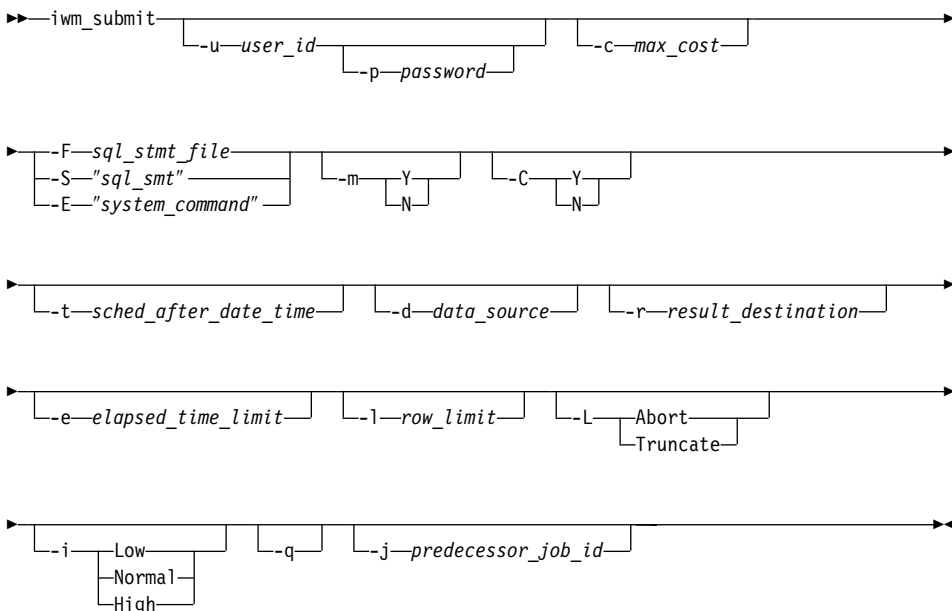 iwm_submit
-u user_id -c max_cost
-p password
-F sql_stmt_file
-S "sql_smt" -m Y -C Y
-E "system_command" N N
-t sched_after_date_time -d data_source -r result_destination
-e elapsed_time_limit -l row_limit -L Abort
Truncate
-i Low -q -j predecessor_job_id
Normal
High